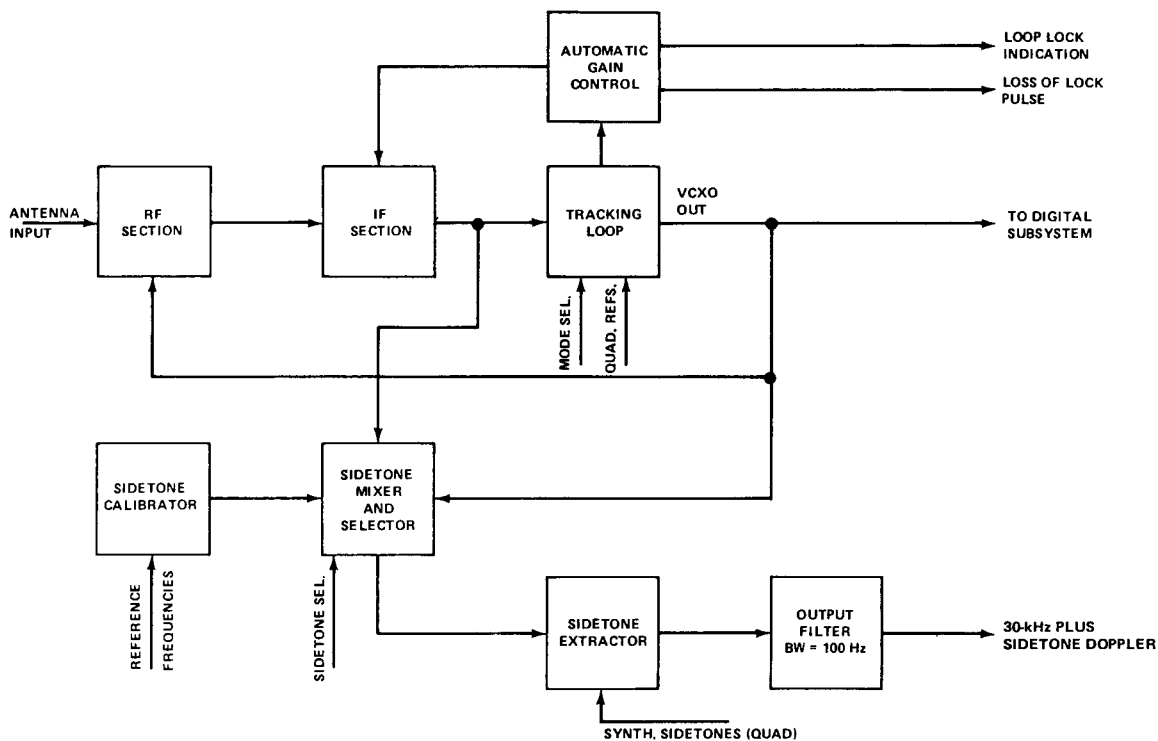 AUTOMATIC
GAIN
CONTROL
LOOP LOCK
INDICATION
LOSS OF LOCK
PULSE
ANTENNA
INPUT
RF
SECTION
IF
SECTION
TRACKING
LOOP
VCXO
OUT
TO DIGITAL
SUBSYSTEM
MODE SEL.
QUAD. REFS.
SIDETONE
CALIBRATOR
SIDETONE
MIXER
AND
SELECTOR
REFERENCE
FREQUENCIES
SIDETONE SEL.
SIDETONE
EXTRACTOR
OUTPUT
FILTER
BW = 100 Hz
30-kHz PLUS
SIDETONE DOPPLER
SYNTH. SIDETONES (QUAD)